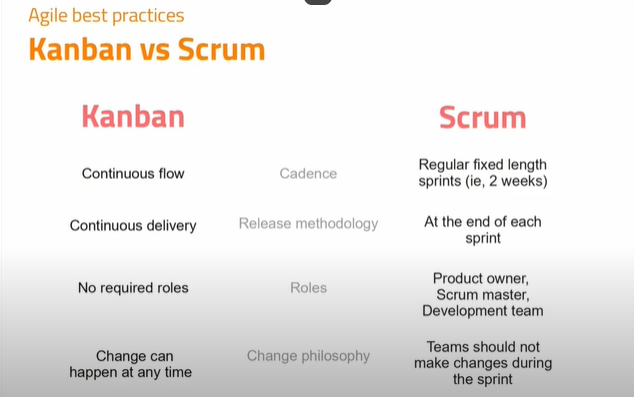 Agile best practices
Kanban vs Scrum
Kanban
Scrum
Continuous flow
Cadence
Regular fixed length
sprints (ie, 2 weeks)
Continuous delivery
Release methodology
At the end of each
sprint
No required roles
Roles
Product owner,
Scrum master,
Development team
Change can
happen at any time
Change philosophy
Teams should not
make changes during
the sprint